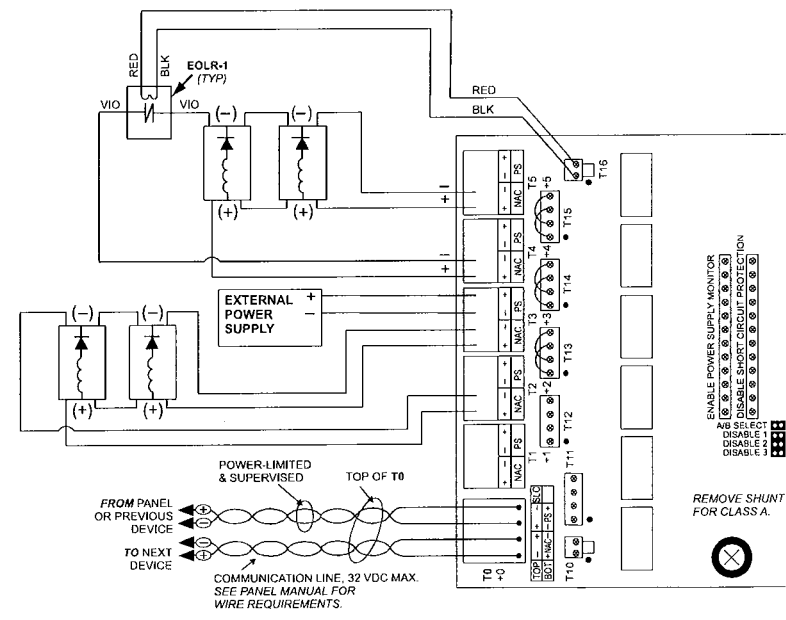 RED
BLK
EOLR-1
(TYP)
VIO
VIO
(−)
(−)
(+)
(+)
RED
BLK
T16
−
+
−
+
+ − PS
+ − NAC
T5
+5
T15
+ − PS
+ − NAC
T4
+4
T14
EXTERNAL
POWER
SUPPLY
+
−
+ − PS
+ − NAC
T3
+3
T13
(−)
(−)
(+)
(+)
+ − PS
+ − NAC
T2
+2
T12
+ − PS
+ − NAC
T1
+1
T11
ENABLE POWER SUPPLY MONITOR
DISABLE SHORT CIRCUIT PROTECTION
A/B SELECT
DISABLE 1
DISABLE 2
DISABLE 3
REMOVE SHUNT
FOR CLASS A.
POWER-LIMITED
& SUPERVISED
TOP OF T0
FROM PANEL
OR PREVIOUS
DEVICE
+
−
TO NEXT
DEVICE
−
+
COMMUNICATION LINE, 32 VDC MAX.
SEE PANEL MANUAL FOR
WIRE REQUIREMENTS.
T0
+0
TOP − + − + SLC
BOT +NAC− − PS +
T10